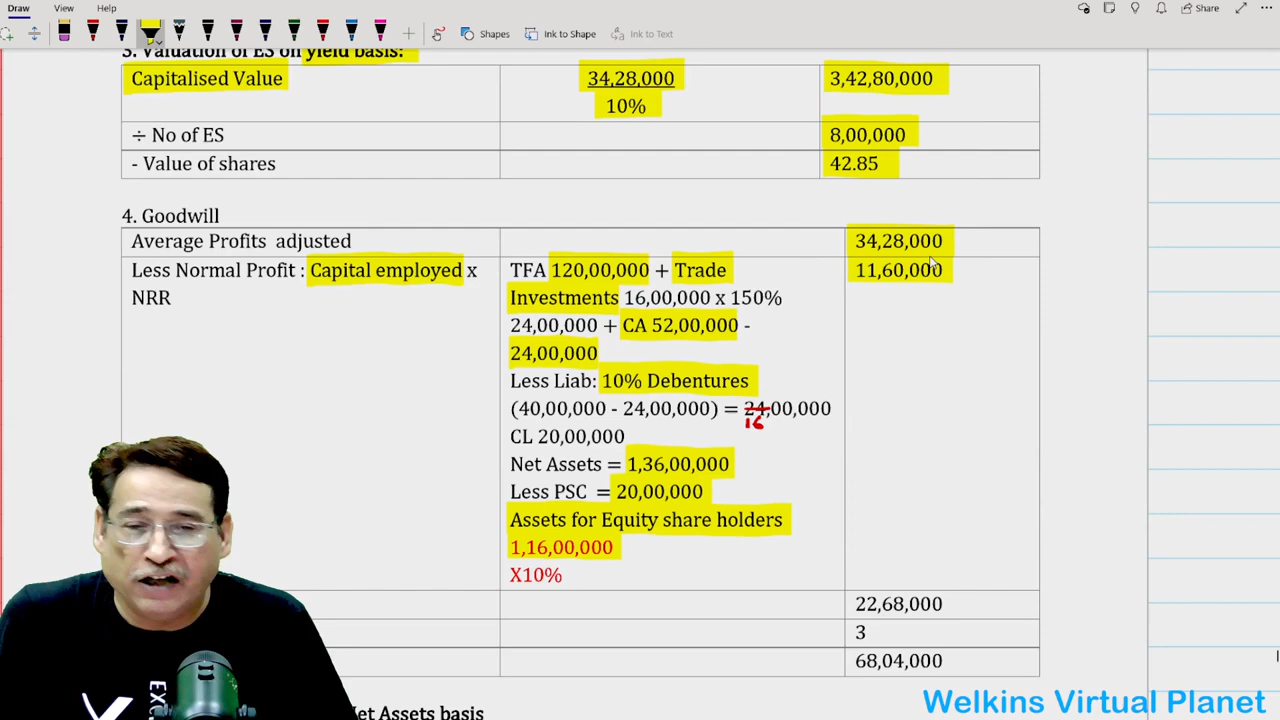 Draw View Help
Share
Shapes Ink to Shape Ink to Text
3. Valuation of ES on yield basis:
Capitalised Value 34,28,000 3,42,80,000
10%
÷ No of ES 8,00,000
- Value of shares 42.85
4. Goodwill
Average Profits adjusted 34,28,000
Less Normal Profit : Capital employed x TFA 120,00,000 + Trade 11,60,000
NRR Investments 16,00,000 x 150%
24,00,000 + CA 52,00,000 -
24,00,000
Less Liab: 10% Debentures
(40,00,000 - 24,00,000) = 24,00,000
16
CL 20,00,000
Net Assets = 1,36,00,000
Less PSC = 20,00,000
Assets for Equity share holders
1,16,00,000
X10%
22,68,000
3
68,04,000
Net Assets basis
EXC
Welkins Virtual Planet